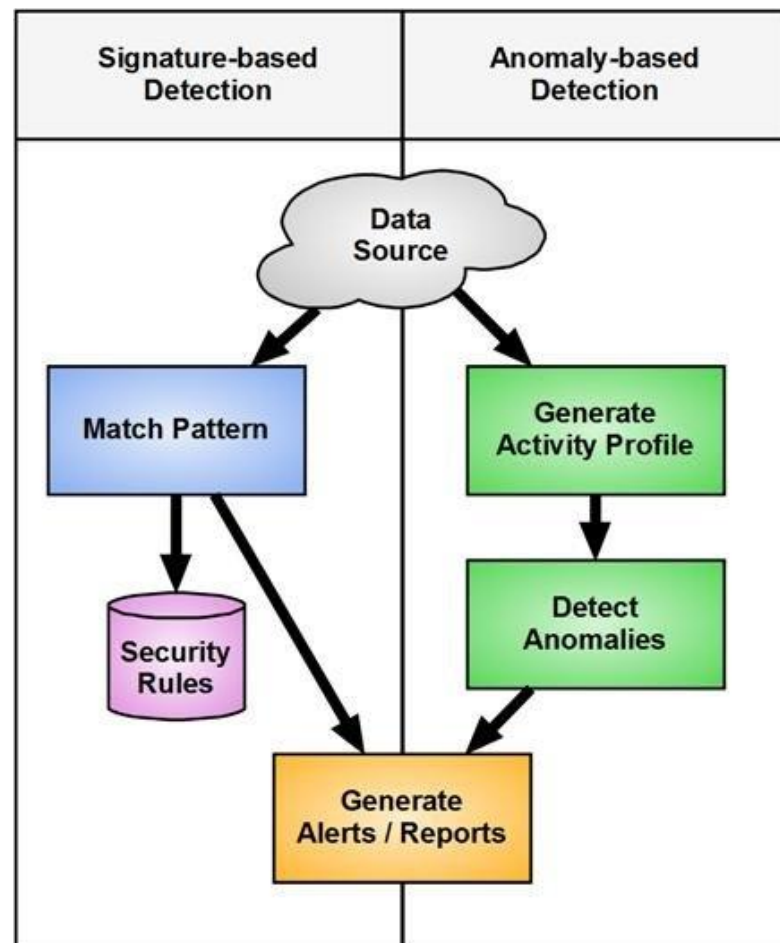 Signature-based
Detection
Anomaly-based
Detection
Data
Source
Match Pattern
Generate
Activity Profile
Security
Rules
Detect
Anomalies
Generate
Alerts / Reports